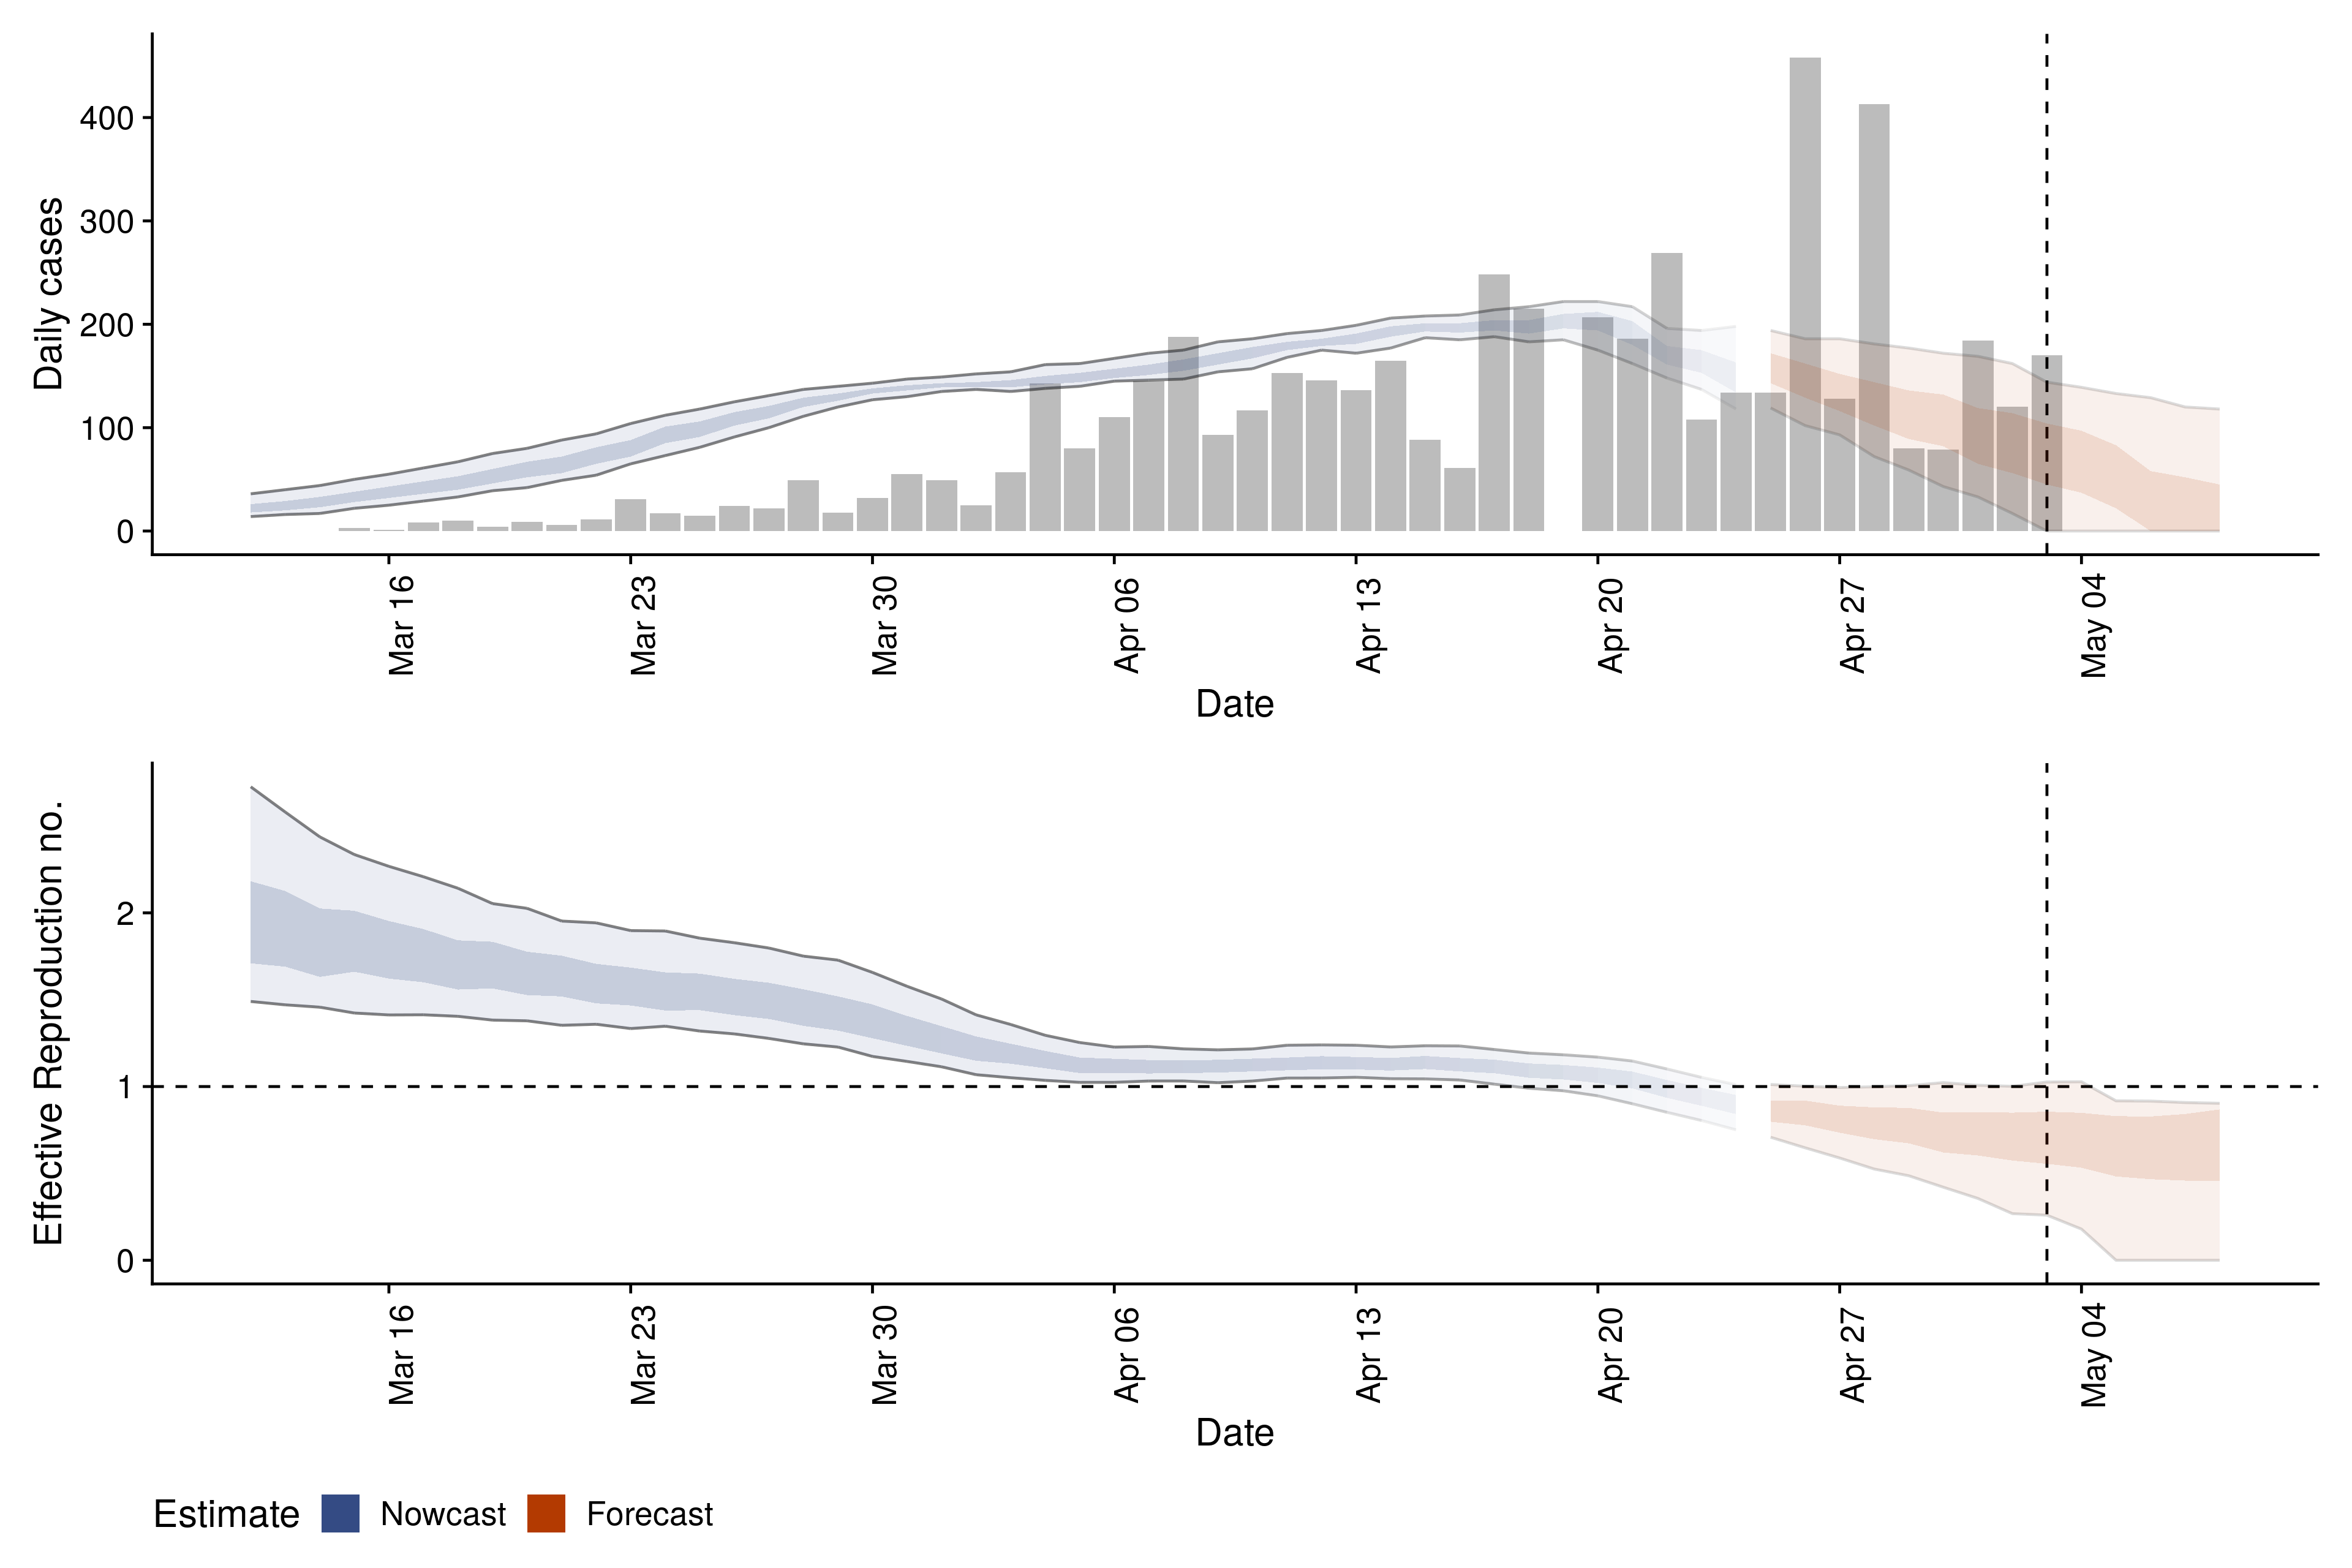 Daily cases
400
300
200
100
0
Mar 16
Mar 23
Mar 30
Apr 06
Apr 13
Apr 20
Apr 27
May 04
Date
Effective Reproduction no.
2
1
0
Mar 16
Mar 23
Mar 30
Apr 06
Apr 13
Apr 20
Apr 27
May 04
Date
Estimate Nowcast Forecast